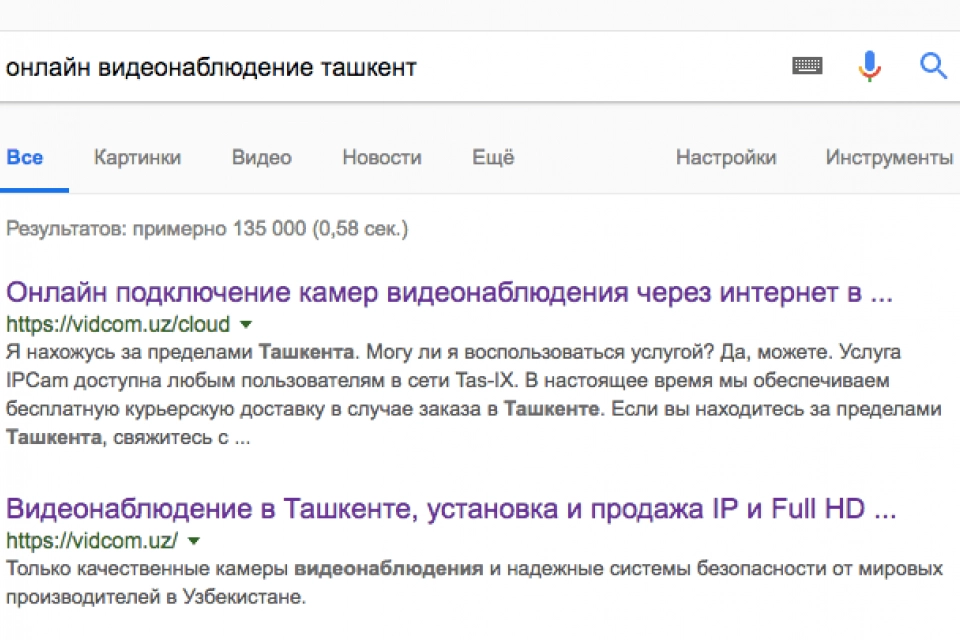 онлайн видеонаблюдение ташкент
Все Картинки Видео Новости Ещё Настройки Инструменты
Результатов: примерно 135 000 (0,58 сек.)
Онлайн подключение камер видеонаблюдения через интернет в ...
https://vidcom.uz/cloud
Я нахожусь за пределами Ташкента. Могу ли я воспользоваться услугой? Да, можете. Услуга
IPCam доступна любым пользователям в сети Tas-IX. В настоящее время мы обеспечиваем
бесплатную курьерскую доставку в случае заказа в Ташкенте. Если вы находитесь за пределами
Ташкента, свяжитесь с ...
Видеонаблюдение в Ташкенте, установка и продажа IP и Full HD ...
https://vidcom.uz/
Только качественные камеры видеонаблюдения и надежные системы безопасности от мировых
производителей в Узбекистане.